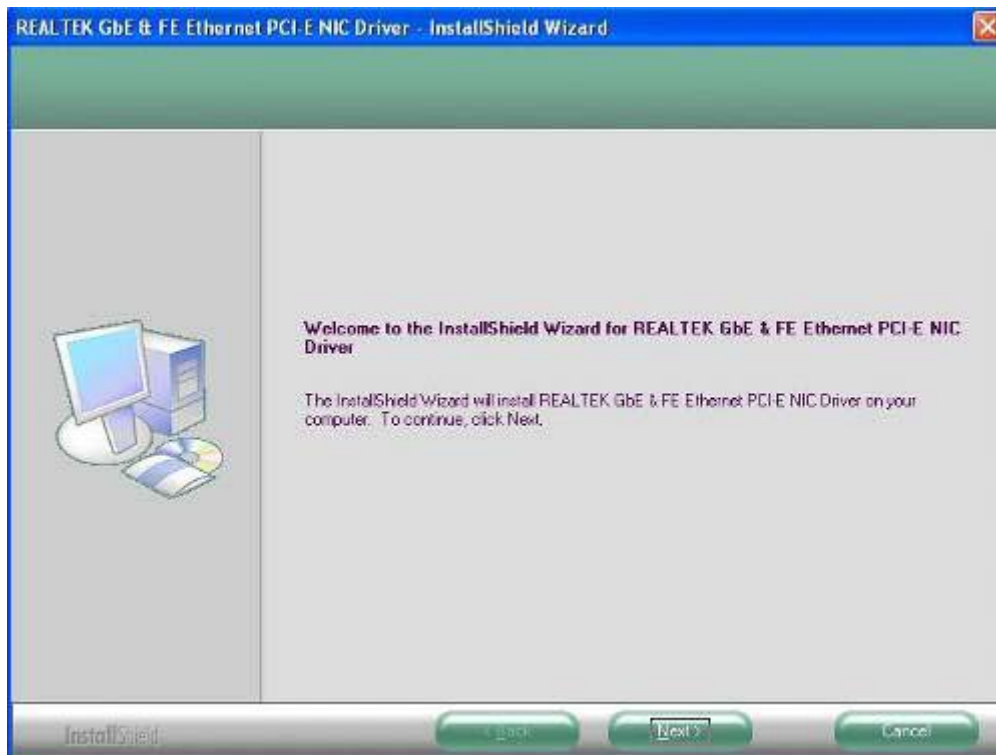 REALTEK GbE & FE Ethernet PCI-E NIC Driver - InstallShield Wizard
Welcome to the InstallShield Wizard for REALTEK GbE & FE Ethernet PCI-E NIC
Driver
The InstallShield Wizard will install REALTEK GbE & FE Ethernet PCI-E NIC Driver on your
computer. To continue, click Next.
InstallShield
< Back
Next >
Cancel